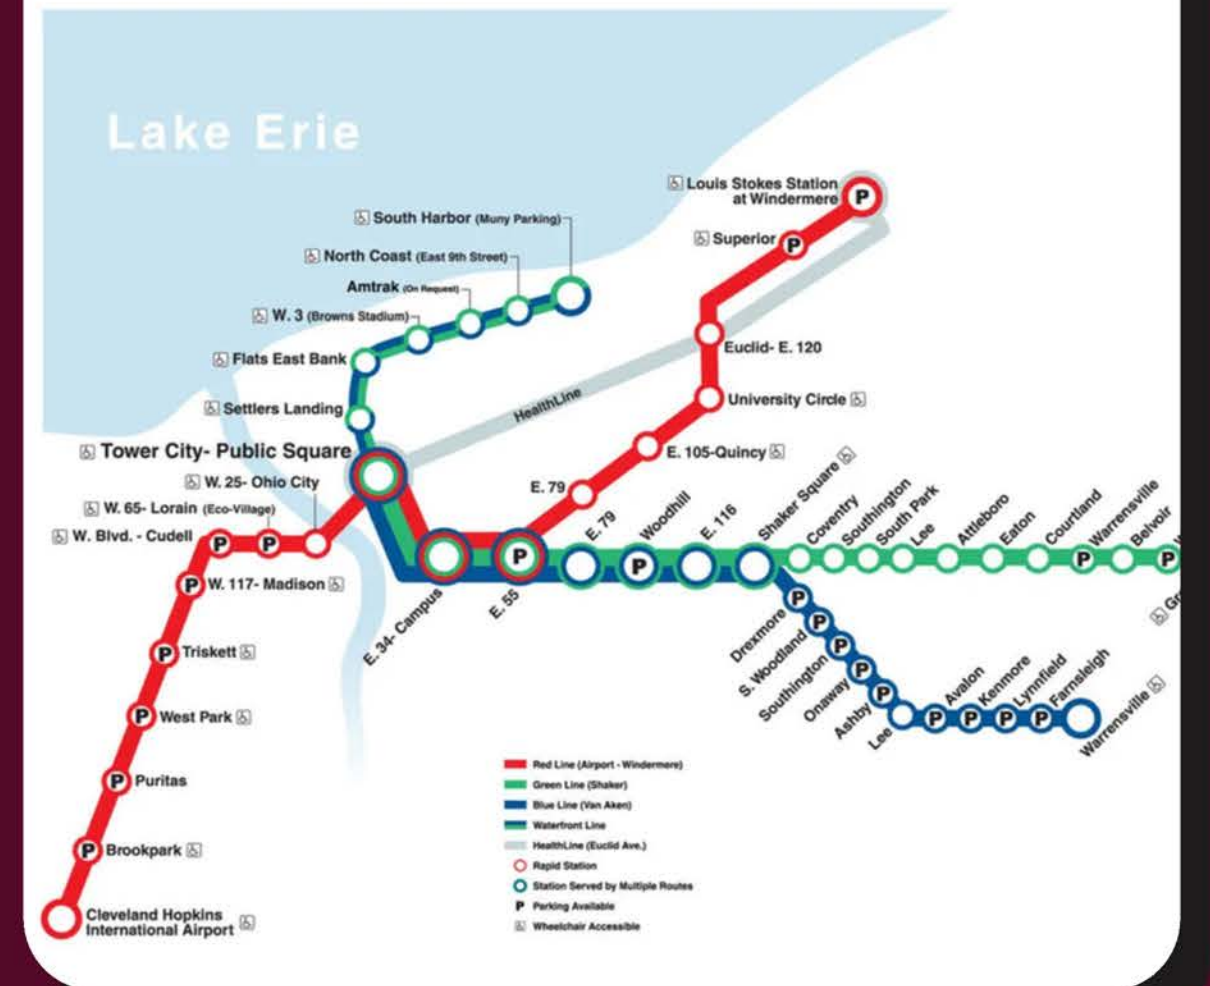 Lake Erie
Louis Stokes Station
at Windermere
P
South Harbor (Muny Parking)
Superior
P
North Coast (East 9th Street)
Amtrak (On Request)
W. 3 (Browns Stadium)
Euclid- E. 120
Flats East Bank
HealthLine
University Circle
Settlers Landing
Tower City- Public Square
E. 105-Quincy
W. 25- Ohio City
E. 79
W. 65- Lorain (Eco-Village)
W. Blvd. - Cudell
P
P
E. 34- Campus
P
E. 55
E. 79
P
Woodhill
E. 116
Shaker Square
Coventry
Southington
South Park
Lee
Attleboro
Eaton
Courtland
P
Warrensville
Belvoir
P
Gr
P
W. 117- Madison
P
Drexmore
P
S. Woodland
P
Southington
P
Onaway
P
Ashby
Lee
P
Avalon
P
Kenmore
P
Lynnfield
P
Farnsleigh
Warrensville
P
Triskett
P
West Park
P
Puritas
P
Brookpark
Cleveland Hopkins
International Airport
Red Line (Airport - Windermere)
Green Line (Shaker)
Blue Line (Van Aken)
Waterfront Line
HealthLine (Euclid Ave.)
Rapid Station
Station Served by Multiple Routes
P Parking Available
Wheelchair Accessible